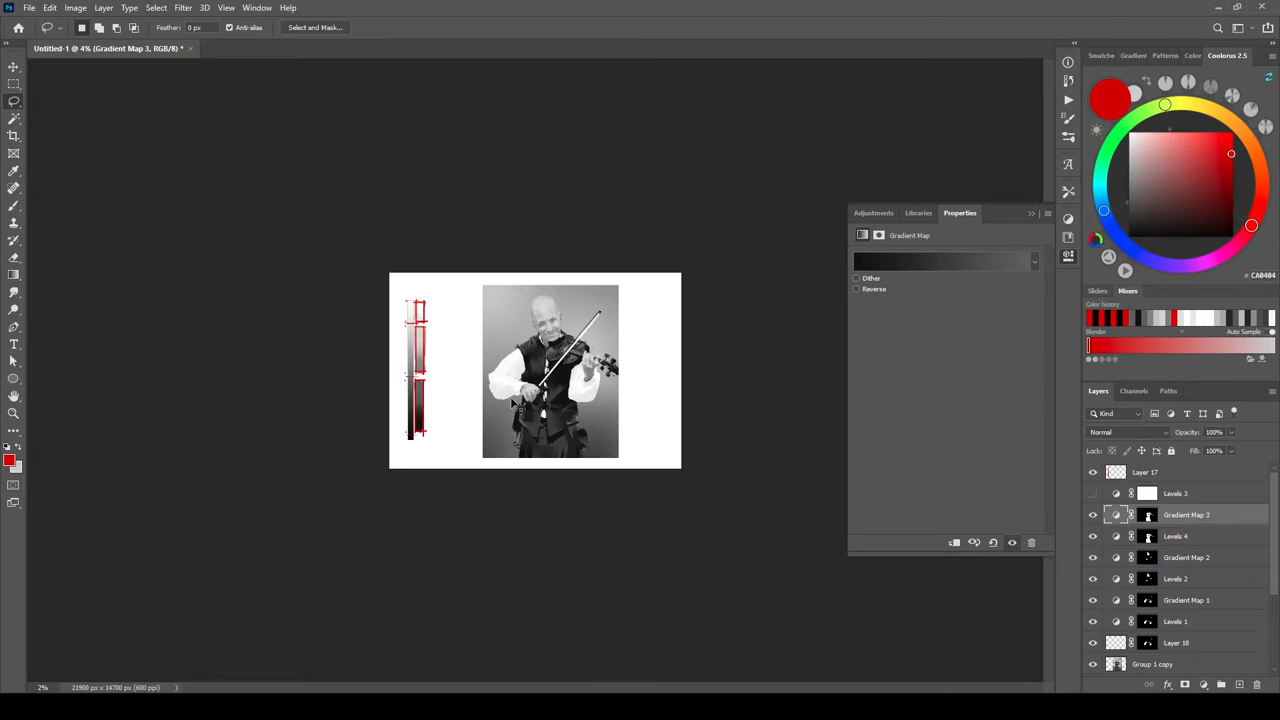 Ps File Edit Image Layer Type Select Filter 3D View Window Help
Feather: 0 px Anti-alias Select and Mask...
Untitled-1 @ 4% (Gradient Map 3, RGB/8) *
Swatche Gradient Patterns Color Coolorus 2.5
Adjustments Libraries Properties
Gradient Map
Dither
Reverse
CA0404
Sliders Mixers
Color history
Blender Auto Sample
Layers Channels Paths
Kind
Normal Opacity: 100%
Lock: Fill: 100%
Layer 17
Levels 3
Gradient Map 3
Levels 4
Gradient Map 2
Levels 2
Gradient Map 1
Levels 1
Layer 18
Group 1 copy
2% 21900 px x 14700 px (600 ppi)